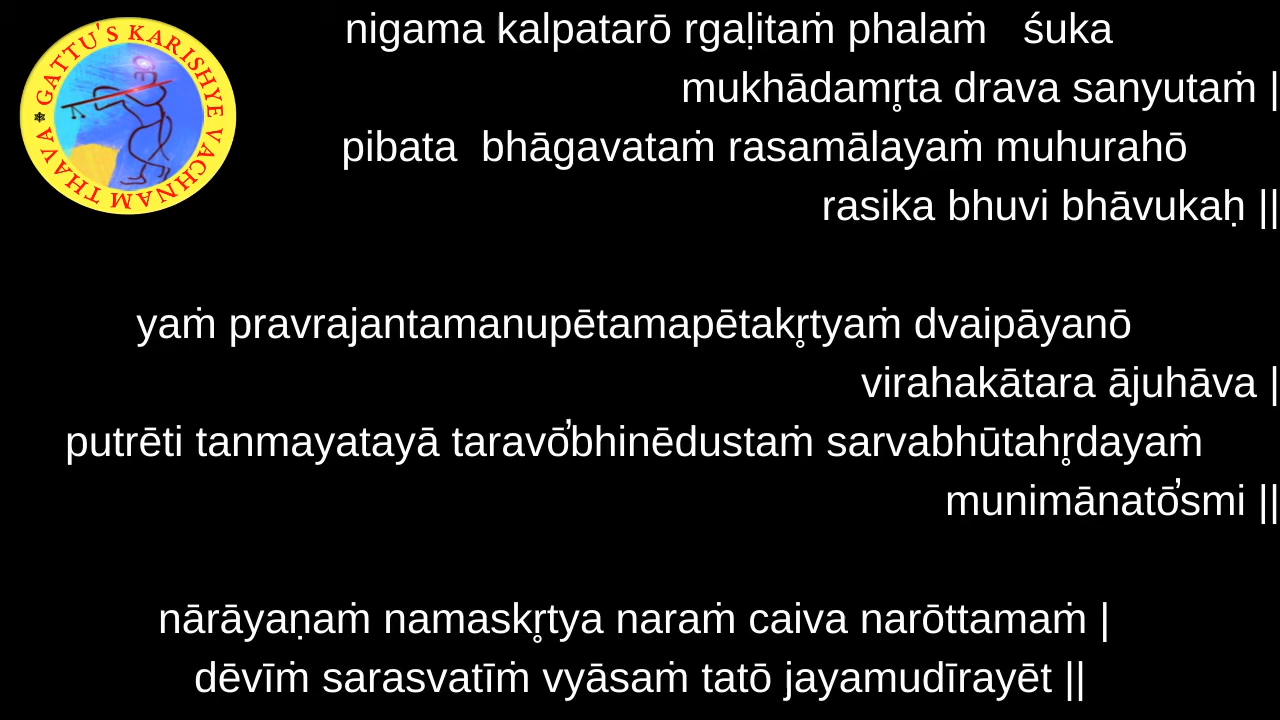 GATTU'S KARISHYE VACHNAM THAVA
nigama kalpatarō rgaḷitaṁ phalaṁ śuka
mukhādamr̥ta drava sanyutaṁ |
pibata bhāgavataṁ rasamālayaṁ muhurahō
rasika bhuvi bhāvukaḥ ||
yaṁ pravrajantamanupētamapētakr̥tyaṁ dvaipāyanō
virahakātara ājuhāva |
putrēti tanmayatayā taravō̓bhinēdustaṁ sarvabhūtahr̥dayaṁ
munimānatō̓smi ||
nārāyaṇaṁ namaskr̥tya naraṁ caiva narōttamaṁ |
dēvīṁ sarasvatīṁ vyāsaṁ tatō jayamudīrayēt ||